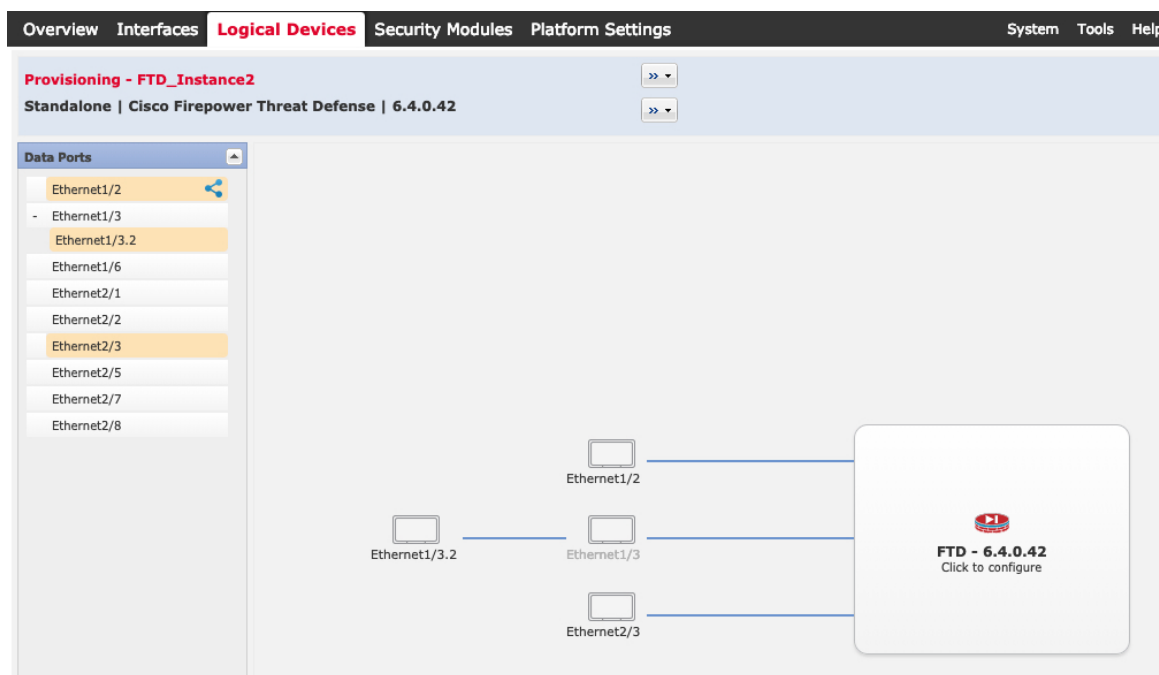 Overview Interfaces Logical Devices Security Modules Platform Settings System Tools Help
Provisioning - FTD_Instance2
Standalone | Cisco Firepower Threat Defense | 6.4.0.42
Data Ports
Ethernet1/2
- Ethernet1/3
Ethernet1/3.2
Ethernet1/6
Ethernet2/1
Ethernet2/2
Ethernet2/3
Ethernet2/5
Ethernet2/7
Ethernet2/8
Ethernet1/2
Ethernet1/3.2
Ethernet1/3
Ethernet2/3
FTD - 6.4.0.42
Click to configure